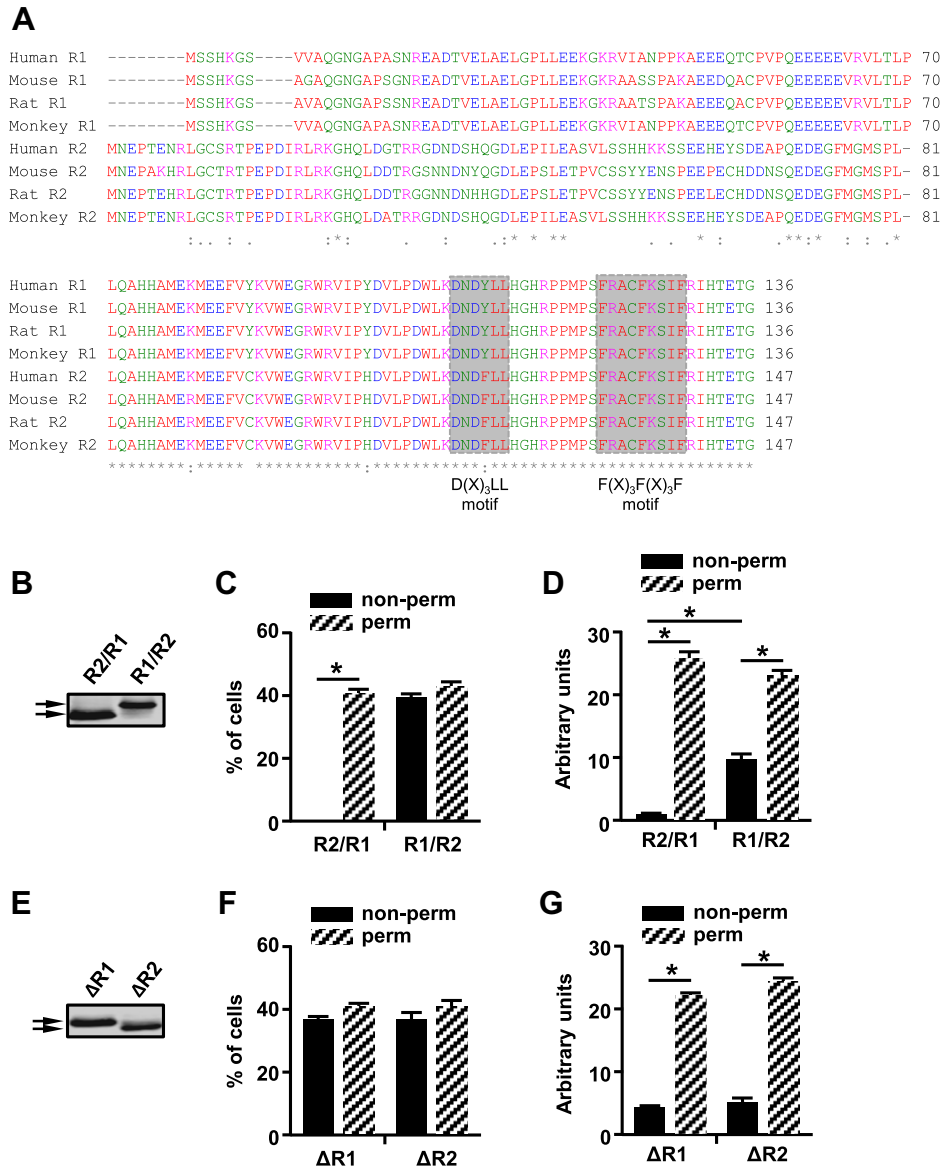 A
Human R1 --------MSSHKGS----VVAQGNGAPASNREADTVELAELGPLLEEKGKRVIANPPKAEEEQTCPVPQEEEEEVRVLTLP 70
Mouse R1 --------MSSHKGS----AGAQGNGAPSGNREADTVELAELGPLLEEKGKRAASSPAKAEEDQACPVPQEEEEEVRVLTLP 70
Rat R1 --------MSSHKGS----AVAQGNGAPSSNREADTVELAELGPLLEEKGKRAATSPAKAEEEQACPVPQEEEEEVRVLTLP 70
Monkey R1 --------MSSHKGS----VVAQGNGAPASNREADTVELAELGPLLEEKGKRVIANPPKAEEEQTCPVPQEEEEEVRVLTLP 70
Human R2 MNEPTENRLGCSRTPEPDIRLRKGHQLDGTRRGDNDSHQGDLEPILEASVLSSHHKKSSEEHEYSDEAPQEDEGFMGMSPL- 81
Mouse R2 MNEPAKHRLGCTRTPEPDIRLRKGHQLDDTRGSNNDNYQGDLEPSLETPVCSSYYENSPEEPECHDDNSQEDEGFMGMSPL- 81
Rat R2 MNEPTEHRLGCTRTPEPDIRLRKGHQLDDTRGGNNDNHHGDLEPSLETPVCSSYYENSPEELECHDDNSQEDEGFMGMSPL- 81
Monkey R2 MNEPTENRLGCSRTPEPDIRLRKGHQLDATRRGDNDSHQGDLEPILEASVLSSHHKKSSEEHEYSDEAPQEDEGFMGMSPL- 81
:.. : . :*: . .: .:* * ** . . * : . **:*: : . *
Human R1 LQAHHAMEKMEEFVYKVWEGRWRVIPYDVLPDWLKDNDYLLHGHRPPMPSFRACFKSIFRIHTETG 136
Mouse R1 LQAHHAMEKMEEFVYKVWEGRWRVIPYDVLPDWLKDNDYLLHGHRPPMPSFRACFKSIFRIHTETG 136
Rat R1 LQAHHAMEKMEEFVYKVWEGRWRVIPYDVLPDWLKDNDYLLHGHRPPMPSFRACFKSIFRIHTETG 136
Monkey R1 LQAHHAMEKMEEFVYKVWEGRWRVIPYDVLPDWLKDNDYLLHGHRPPMPSFRACFKSIFRIHTETG 136
Human R2 LQAHHAMEKMEEFVCKVWEGRWRVIPHDVLPDWLKDNDFLLHGHRPPMPSFRACFKSIFRIHTETG 147
Mouse R2 LQAHHAMERMEEFVCKVWEGRWRVIPHDVLPDWLKDNDFLLHGHRPPMPSFRACFKSIFRIHTETG 147
Rat R2 LQAHHAMERMEEFVCKVWEGRWRVIPHDVLPDWLKDNDFLLHGHRPPMPSFRACFKSIFRIHTETG 147
Monkey R2 LQAHHAMEKMEEFVCKVWEGRWRVIPHDVLPDWLKDNDFLLHGHRPPMPSFRACFKSIFRIHTETG 147
********:***** ***********:***********:***************************
D(X)3LL F(X)3F(X)3F
motif motif
B
R2/R1 R1/R2
C
non-perm
perm
% of cells
60
40
20
0
*
R2/R1 R1/R2
D
non-perm
perm
Arbitrary units
30
20
10
0
* * *
R2/R1 R1/R2
E
ΔR1 ΔR2
F
non-perm
perm
% of cells
60
40
20
0
ΔR1 ΔR2
G
non-perm
perm
Arbitrary units
30
20
10
0
* *
ΔR1 ΔR2